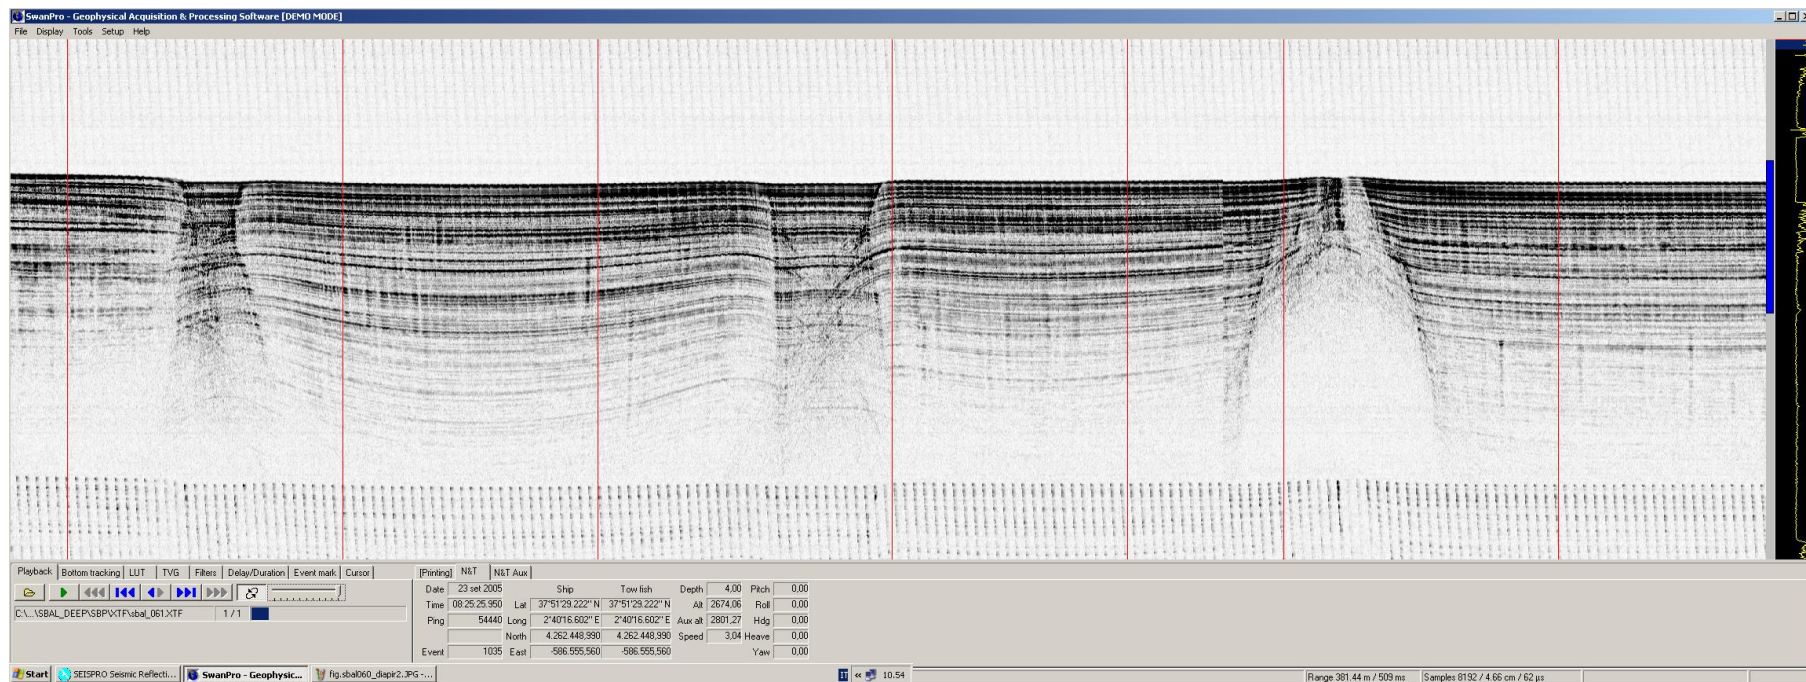 SwanPro - Geophysical Acquisition & Processing Software [DEMO MODE]
File Display Tools Setup Help
Playback Bottom tracking LUT TVG Filters Delay/Duration Event mark Cursor
[Printing] N&T N&T Aux
Date 23 set 2005 Ship Tow fish Depth 4,00 Pitch 0,00
Time 08:25:25.950 Lat 37°51'29.222" N 37°51'29.222" N Alt 2674,06 Roll 0,00
C:\...\SBAL_DEEP\SBP\XTF\sbal_061.XTF 1 / 1
Ping 54440 Long 2°40'16.602" E 2°40'16.602" E Aux alt 2801,27 Hdg 0,00
North 4.262.448,990 4.262.448,990 Speed 3,04 Heave 0,00
Event 1035 East -586.555,560 -586.555,560 Yaw 0,00
Start SEISPRO Seismic Reflecti... SwanPro - Geophysic... fig.sbal060_diapir2.JPG -... IT « 10.54
Range 381.44 m / 509 ms Samples 8192 / 4.66 cm / 62 µs